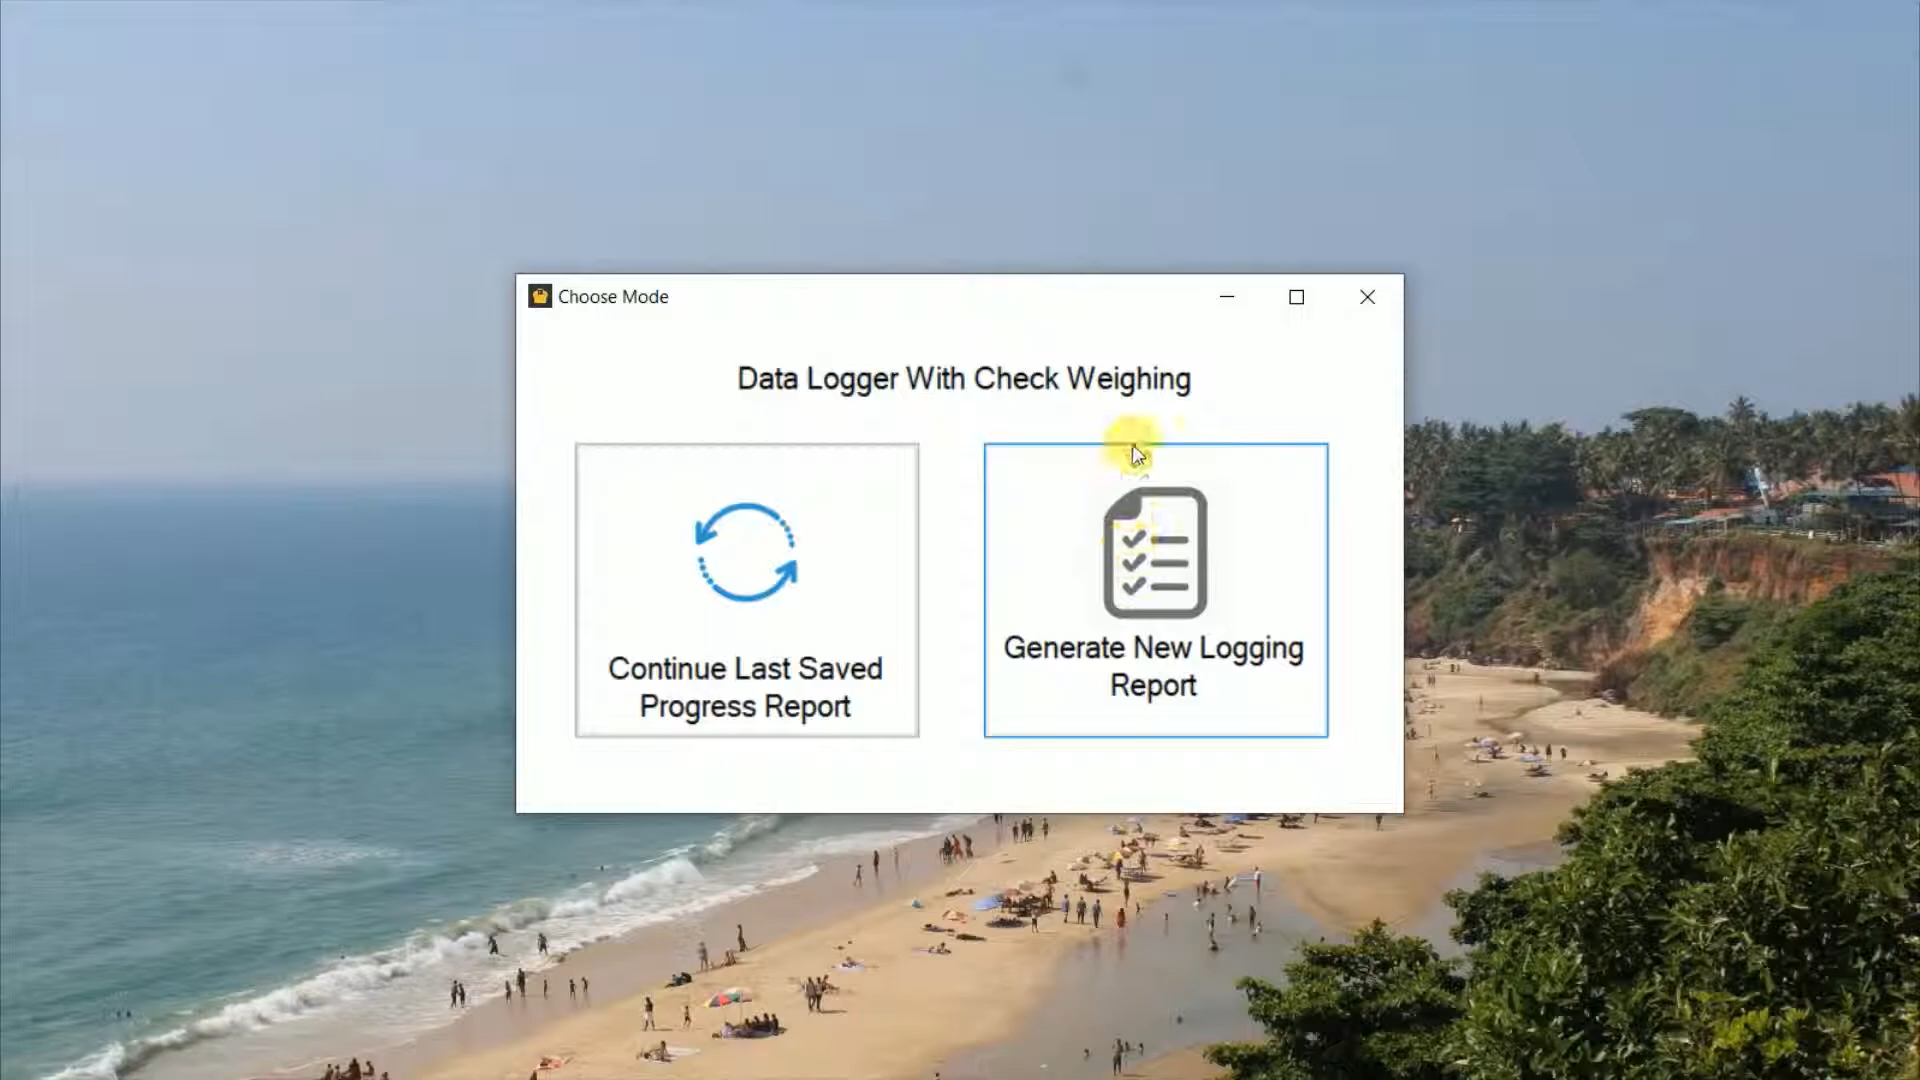 Choose Mode
Data Logger With Check Weighing
Continue Last Saved
Progress Report
Generate New Logging
Report